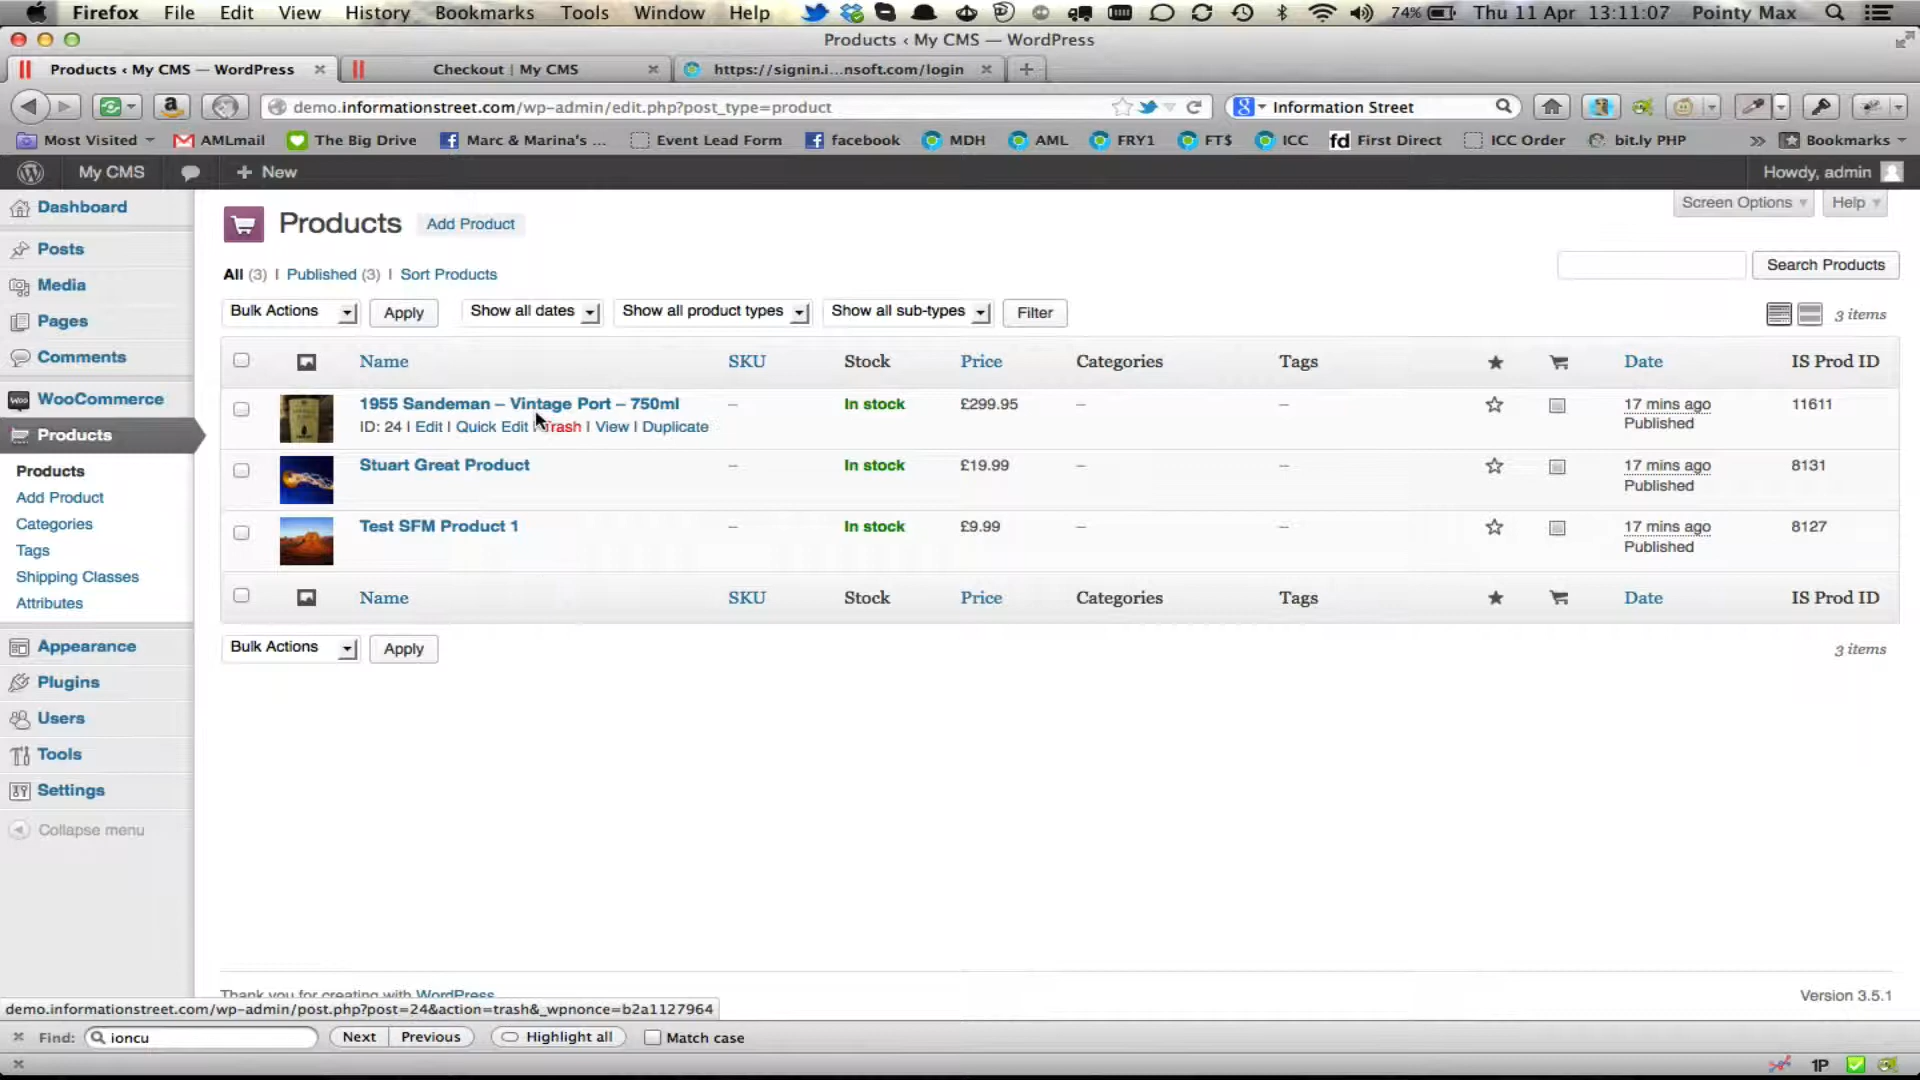 Firefox File Edit View History Bookmarks Tools Window Help 74% Thu 11 Apr 13:11:07 Pointy Max
Products ‹ My CMS — WordPress
Products ‹ My CMS — WordPress Checkout | My CMS https://signin.i...nsoft.com/login
demo.informationstreet.com/wp-admin/edit.php?post_type=product Information Street
Most Visited AMLmail The Big Drive Marc & Marina's ... Event Lead Form facebook MDH AML FRY1 FT$ ICC fd First Direct ICC Order bit.ly PHP » Bookmarks
My CMS + New Howdy, admin
Dashboard
Posts
Media
Pages
Comments
WooCommerce
Products
Products
Add Product
Categories
Tags
Shipping Classes
Attributes
Appearance
Plugins
Users
Tools
Settings
Collapse menu
Screen Options Help
Products Add Product
All (3) | Published (3) | Sort Products
Search Products
Bulk Actions Apply Show all dates Show all product types Show all sub-types Filter 3 items
Name SKU Stock Price Categories Tags Date IS Prod ID
1955 Sandeman – Vintage Port – 750ml – In stock £299.95 – – 17 mins ago 11611
ID: 24 | Edit | Quick Edit | Trash | View | Duplicate Published
Stuart Great Product – In stock £19.99 – – 17 mins ago 8131
Published
Test SFM Product 1 – In stock £9.99 – – 17 mins ago 8127
Published
Name SKU Stock Price Categories Tags Date IS Prod ID
Bulk Actions Apply 3 items
Thank you for creating with WordPress Version 3.5.1
demo.informationstreet.com/wp-admin/post.php?post=24&action=trash&_wpnonce=b2a1127964
Find: ioncu Next Previous Highlight all Match case
1P